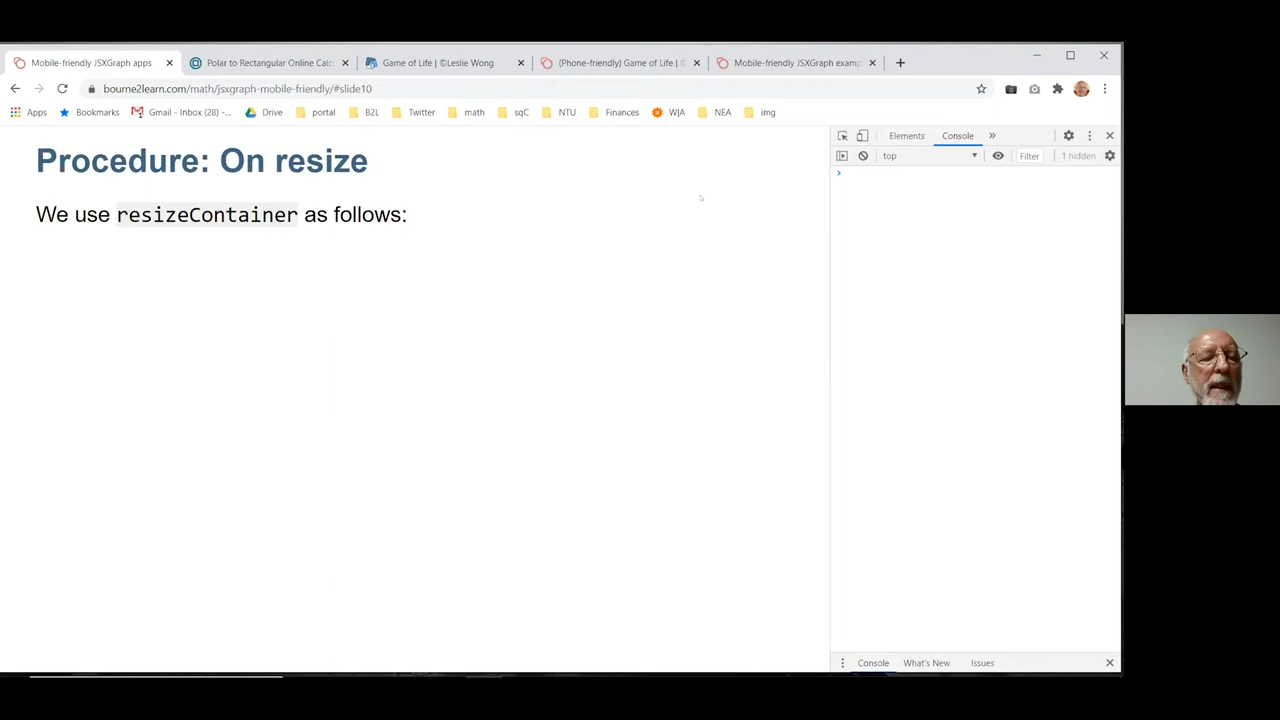 Mobile-friendly JSXGraph apps
Polar to Rectangular Online Calc
Game of Life | ©Leslie Wong
(Phone-friendly) Game of Life | ©
Mobile-friendly JSXGraph examp
bourne2learn.com/math/jsxgraph-mobile-friendly/#slide10
Apps Bookmarks Gmail - Inbox (28) -... Drive portal B2L Twitter math sqC NTU Finances WIA NEA img
Elements Console »
top Filter 1 hidden
Procedure: On resize
We use resizeContainer as follows:
Console What's New Issues